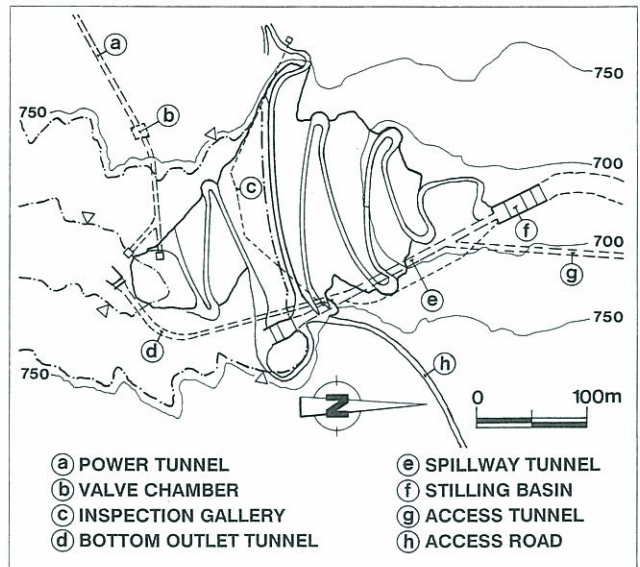 a
750
b
750
c
700
700
f
g
e
750
d
750
h
N
0 100m
a POWER TUNNEL
b VALVE CHAMBER
c INSPECTION GALLERY
d BOTTOM OUTLET TUNNEL
e SPILLWAY TUNNEL
f STILLING BASIN
g ACCESS TUNNEL
h ACCESS ROAD